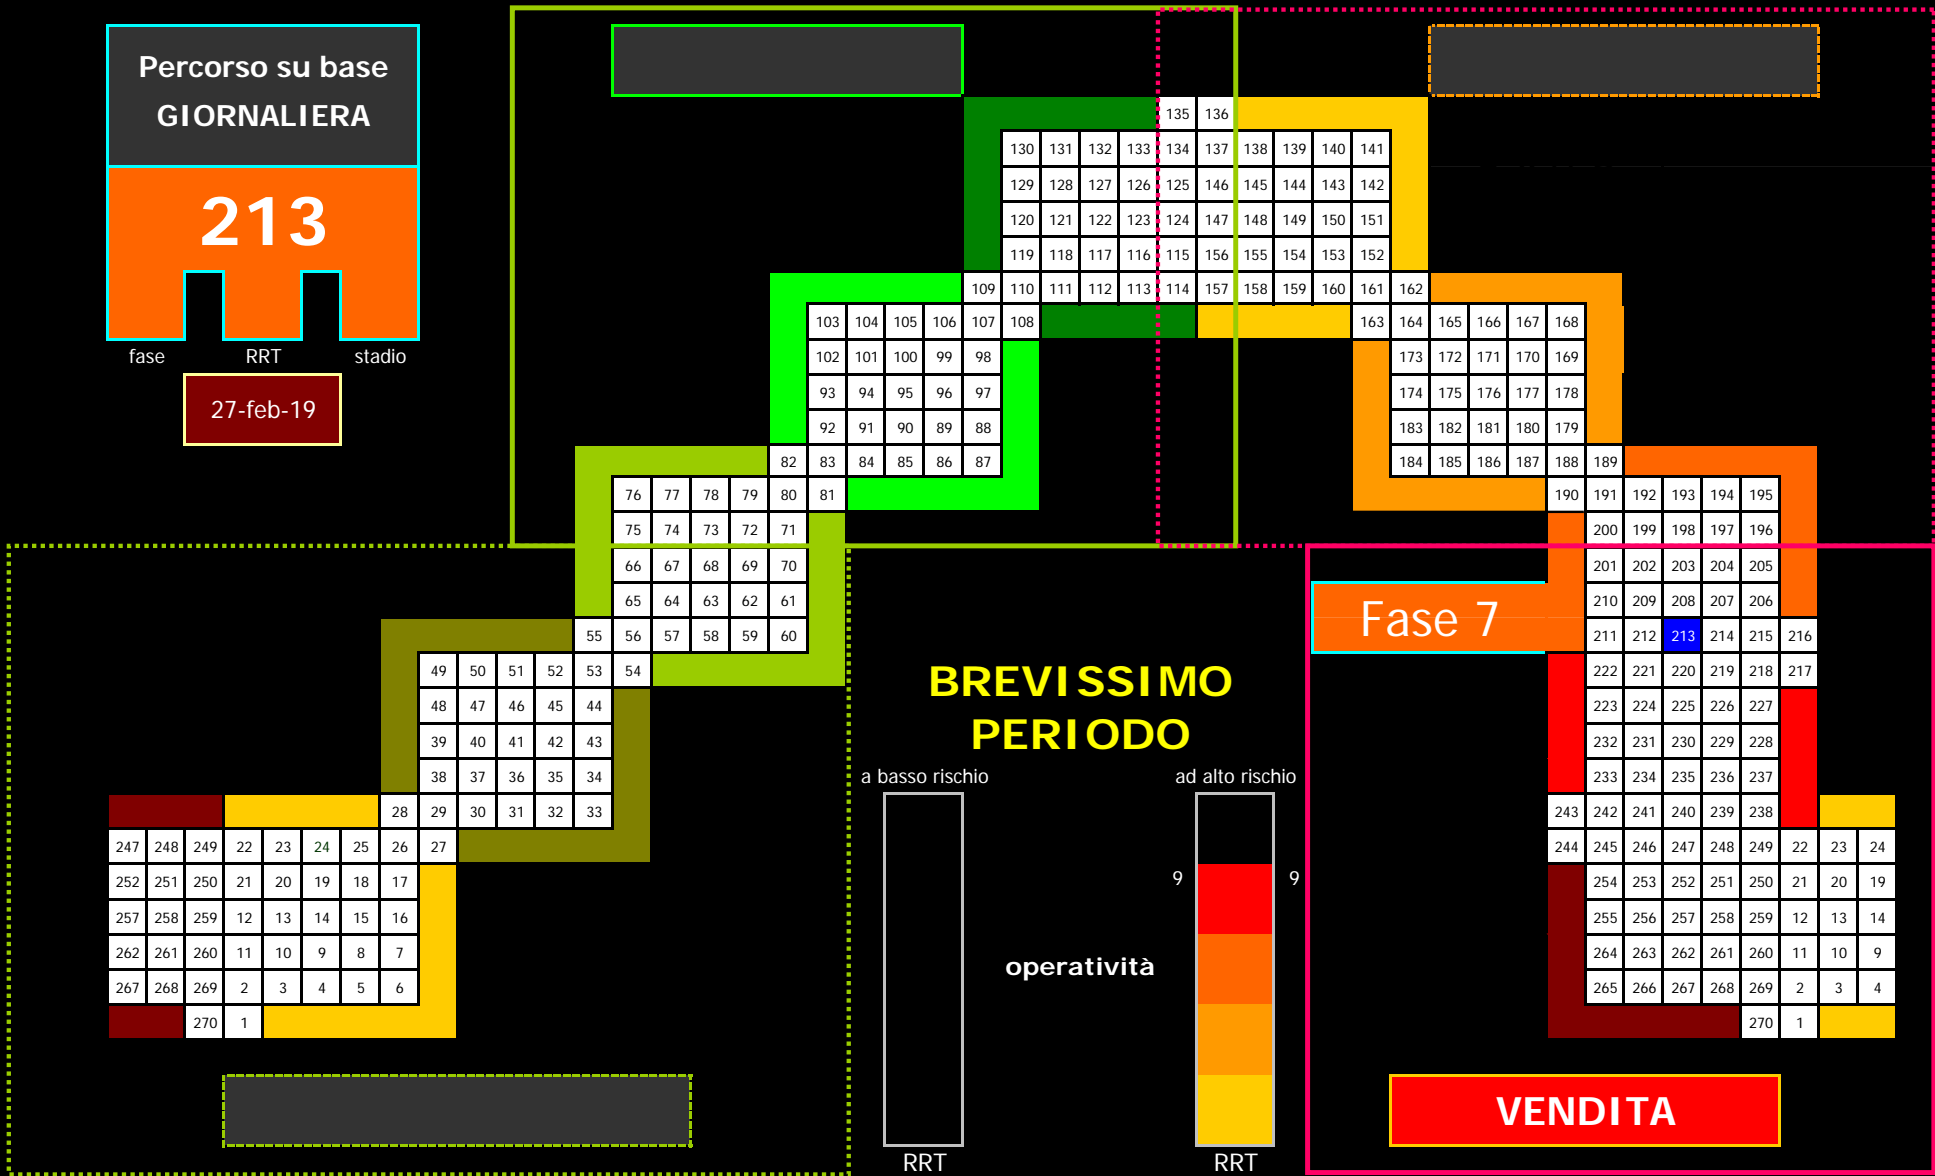 Percorso su base
GIORNALIERA
213
fase RRT stadio
27-feb-19
135 136
130 131 132 133 134 137 138 139 140 141
129 128 127 126 125 146 145 144 143 142
120 121 122 123 124 147 148 149 150 151
119 118 117 116 115 156 155 154 153 152
109 110 111 112 113 114 157 158 159 160 161 162
103 104 105 106 107 108 163 164 165 166 167 168
102 101 100 99 98 173 172 171 170 169
93 94 95 96 97 174 175 176 177 178
92 91 90 89 88 183 182 181 180 179
82 83 84 85 86 87 184 185 186 187 188 189
76 77 78 79 80 81 190 191 192 193 194 195
75 74 73 72 71 200 199 198 197 196
66 67 68 69 70 201 202 203 204 205
65 64 63 62 61 210 209 208 207 206
Fase 7
55 56 57 58 59 60 211 212 213 214 215 216
49 50 51 52 53 54 222 221 220 219 218 217
48 47 46 45 44 223 224 225 226 227
39 40 41 42 43 232 231 230 229 228
38 37 36 35 34 233 234 235 236 237
28 29 30 31 32 33 243 242 241 240 239 238
247 248 249 22 23 24 25 26 27 244 245 246 247 248 249 22 23 24
252 251 250 21 20 19 18 17 254 253 252 251 250 21 20 19
257 258 259 12 13 14 15 16 255 256 257 258 259 12 13 14
262 261 260 11 10 9 8 7 264 263 262 261 260 11 10 9
267 268 269 2 3 4 5 6 265 266 267 268 269 2 3 4
270 1 270 1
BREVISSIMO
PERIODO
a basso rischio ad alto rischio
9 9
operatività
RRT RRT
VENDITA